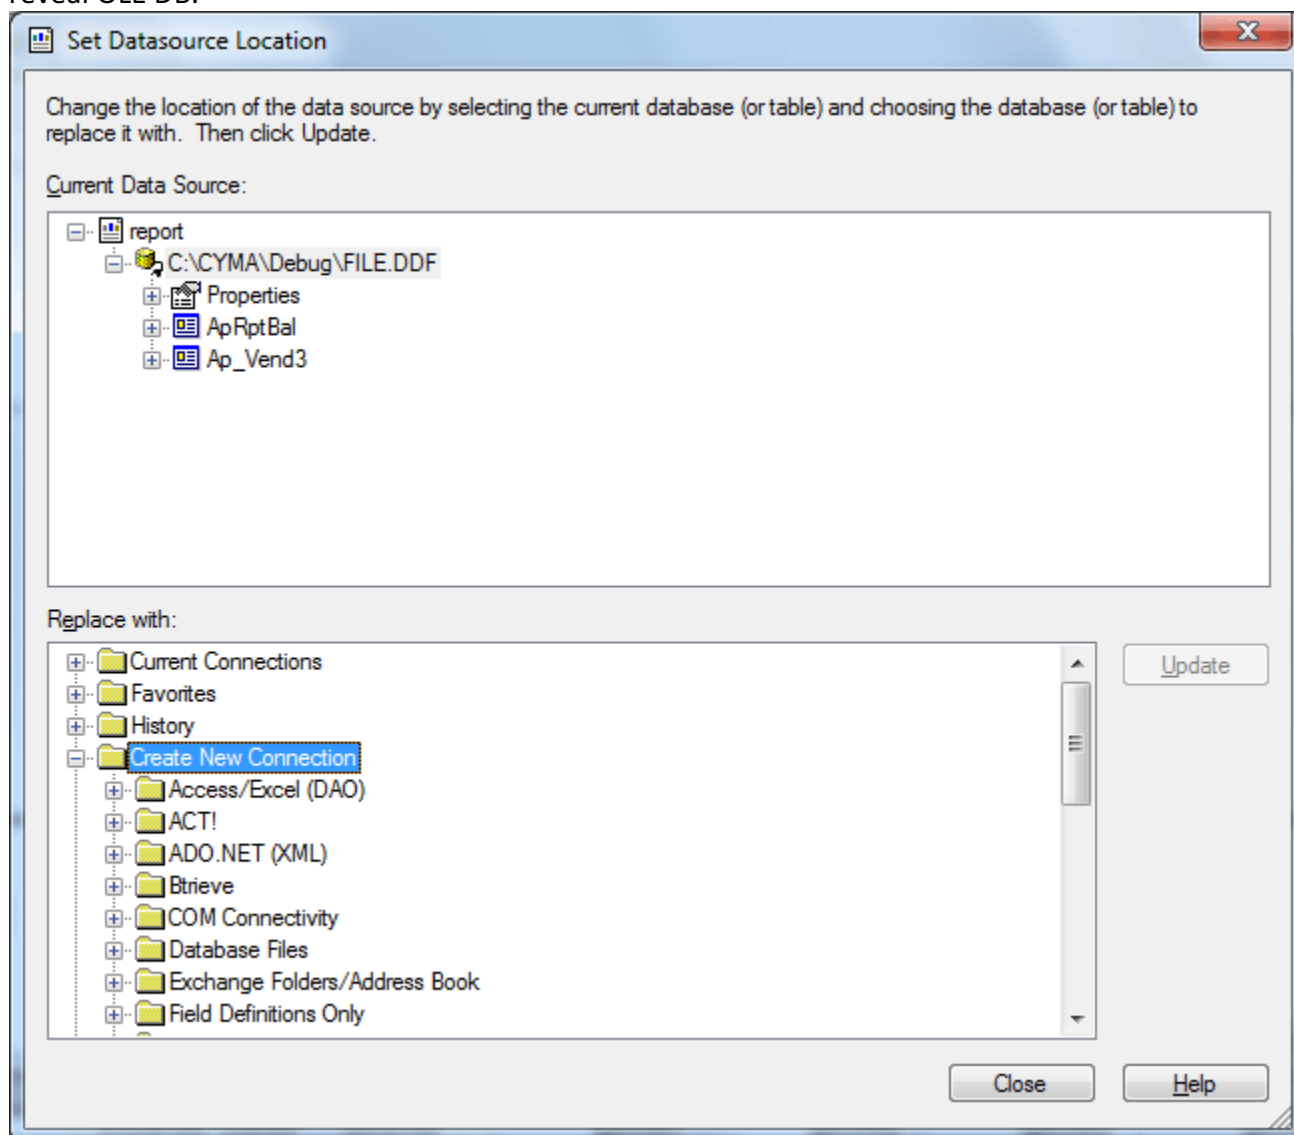 reveal OLE DB.
Set Datasource Location
Change the location of the data source by selecting the current database (or table) and choosing the database (or table) to
replace it with.  Then click Update.
Current Data Source:
report
C:\CYMA\Debug\FILE.DDF
Properties
ApRptBal
Ap_Vend3
Replace with:
Current Connections
Favorites
History
Create New Connection
Access/Excel (DAO)
ACT!
ADO.NET (XML)
Btrieve
COM Connectivity
Database Files
Exchange Folders/Address Book
Field Definitions Only
Update
Close
Help